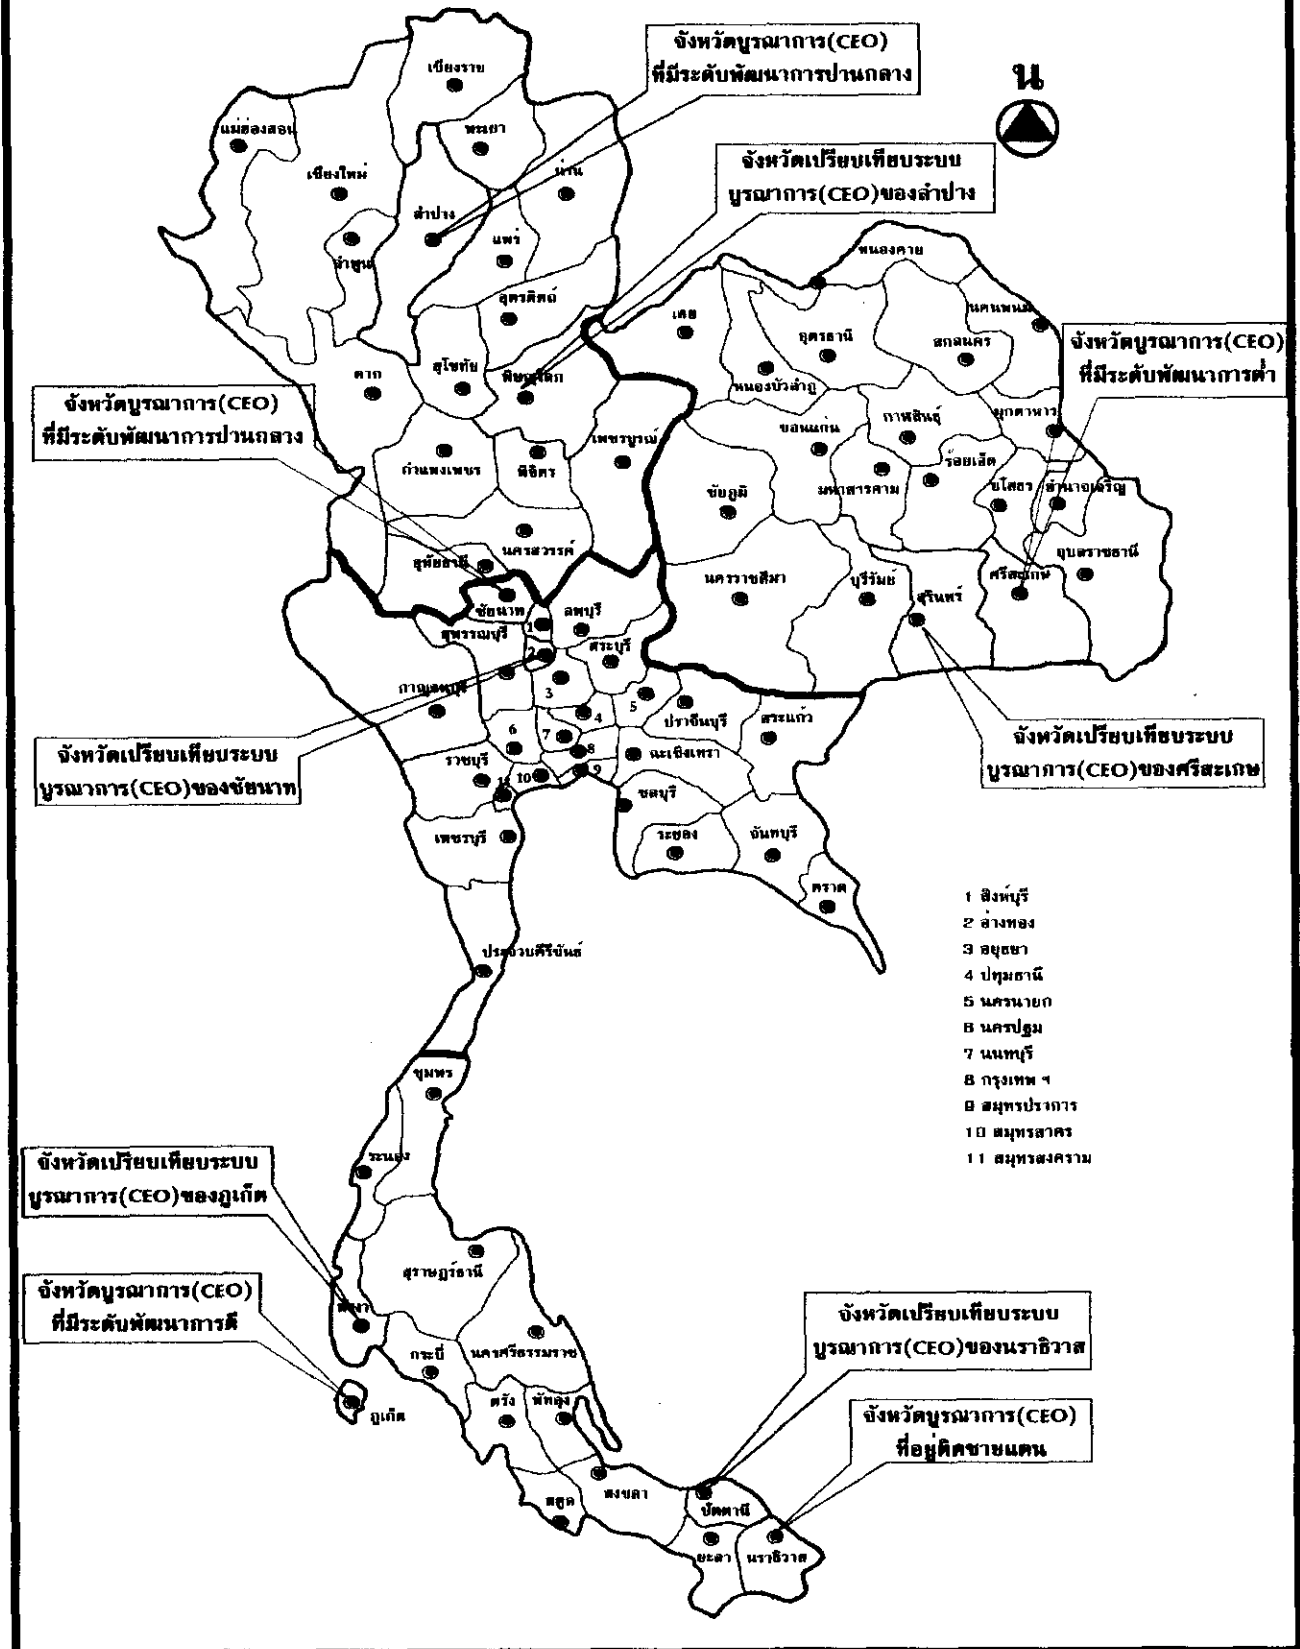 จังหวัดบูรณาการ(CEO)
ที่มีระดับพัฒนาการปานกลาง
น
เชียงราย
แม่ฮ่องสอน
พะเยา
เชียงใหม่
น่าน
จังหวัดเปรียบเทียบระบบ
บูรณาการ(CEO)ของลำปาง
ลำปาง
แพร่
ลำพูน
อุตรดิตถ์
หนองคาย
เลย
นครพนม
อุดรธานี
สกลนคร
จังหวัดบูรณาการ(CEO)
ที่มีระดับพัฒนาการต่ำ
ตาก
สุโขทัย
พิษณุโลก
หนองบัวลำภู
จังหวัดบูรณาการ(CEO)
ที่มีระดับพัฒนาการปานกลาง
กำแพงเพชร
พิจิตร
เพชรบูรณ์
ขอนแก่น
กาฬสินธุ์
มุกดาหาร
ชัยภูมิ
มหาสารคาม
ร้อยเอ็ด
ยโสธร
อำนาจเจริญ
นครสวรรค์
อุทัยธานี
อุบลราชธานี
นครราชสีมา
บุรีรัมย์
สุรินทร์
ศรีสะเกษ
ชัยนาท
1
ลพบุรี
สุพรรณบุรี
2
สระบุรี
กาญจนบุรี
3
5
4
ปราจีนบุรี
สระแก้ว
6
7
8
ฉะเชิงเทรา
จังหวัดเปรียบเทียบระบบ
บูรณาการ(CEO)ของศรีสะเกษ
จังหวัดเปรียบเทียบระบบ
บูรณาการ(CEO)ของชัยนาท
ราชบุรี
11
10
9
ชลบุรี
เพชรบุรี
ระยอง
จันทบุรี
ตราด
ประจวบคีรีขันธ์
1 สิงห์บุรี
2 อ่างทอง
3 อยุธยา
4 ปทุมธานี
5 นครนายก
6 นครปฐม
7 นนทบุรี
8 กรุงเทพ ฯ
9 สมุทรปราการ
10 สมุทรสาคร
11 สมุทรสงคราม
ชุมพร
ระนอง
จังหวัดเปรียบเทียบระบบ
บูรณาการ(CEO)ของภูเก็ต
สุราษฎร์ธานี
จังหวัดบูรณาการ(CEO)
ที่มีระดับพัฒนาการดี
พังงา
กระบี่
นครศรีธรรมราช
จังหวัดเปรียบเทียบระบบ
บูรณาการ(CEO)ของนราธิวาส
ภูเก็ต
ตรัง
พัทลุง
จังหวัดบูรณาการ(CEO)
ที่อยู่ติดชายแดน
สตูล
สงขลา
ปัตตานี
ยะลา
นราธิวาส